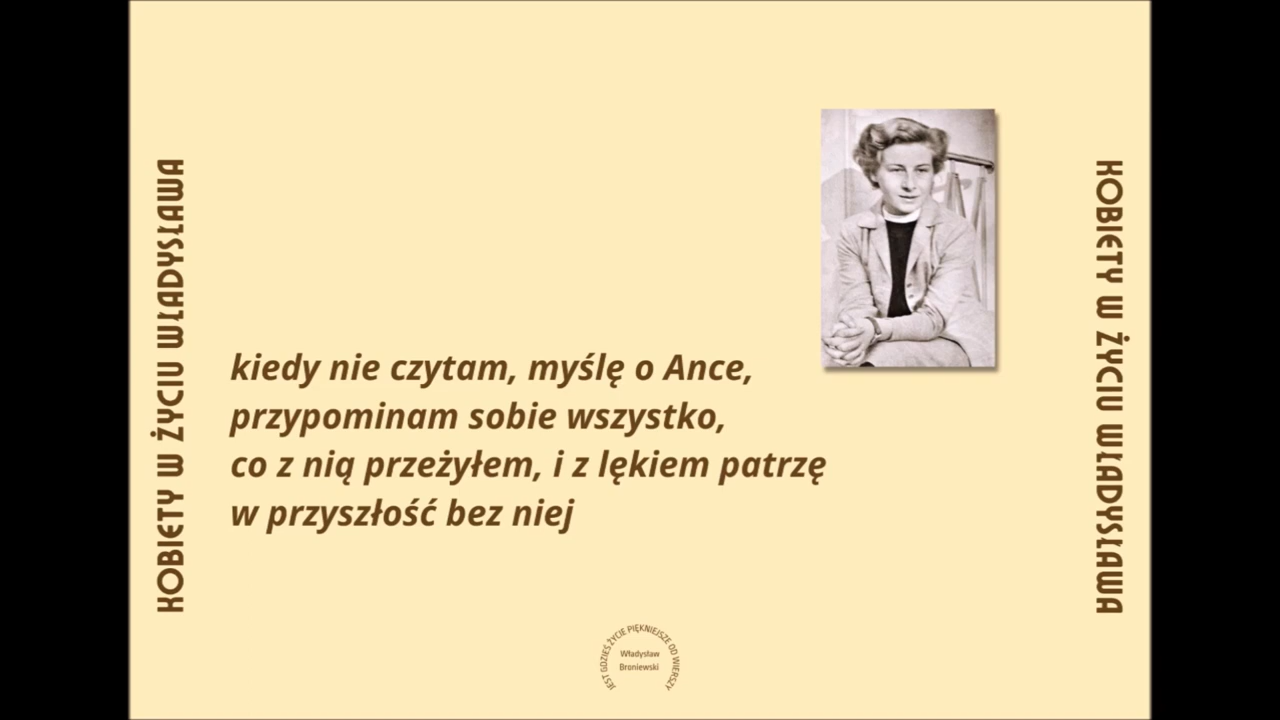 KOBIETY W ŻYCIU WŁADYSŁAWA
kiedy nie czytam, myślę o Ance,
przypominam sobie wszystko,
co z nią przeżyłem, i z lękiem patrzę
w przyszłość bez niej
KOBIETY W ŻYCIU WŁADYSŁAWA
JEST GDZIEŚ ŻYCIE PIĘKNIEJSZE OD WIERSZY
Władysław
Broniewski